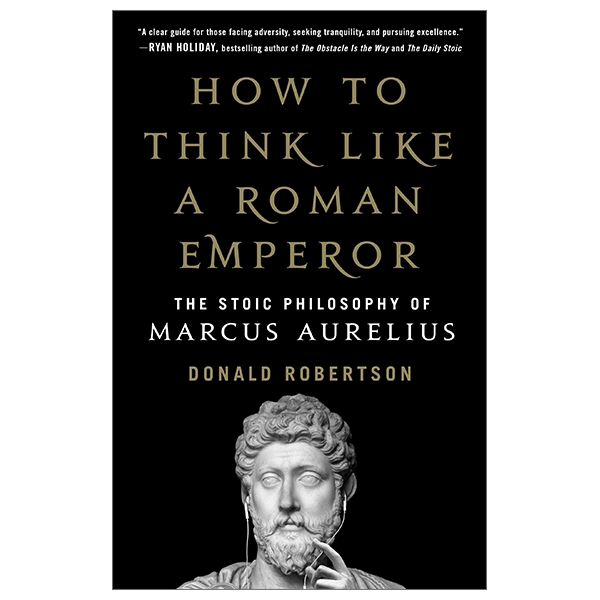 "A clear guide for those facing adversity, seeking tranquility, and pursuing excellence."
—RYAN HOLIDAY, bestselling author of The Obstacle Is the Way and The Daily Stoic
HOW TO
THINK LIKE
A ROMAN
EMPEROR
THE STOIC PHILOSOPHY OF
MARCUS AURELIUS
DONALD ROBERTSON